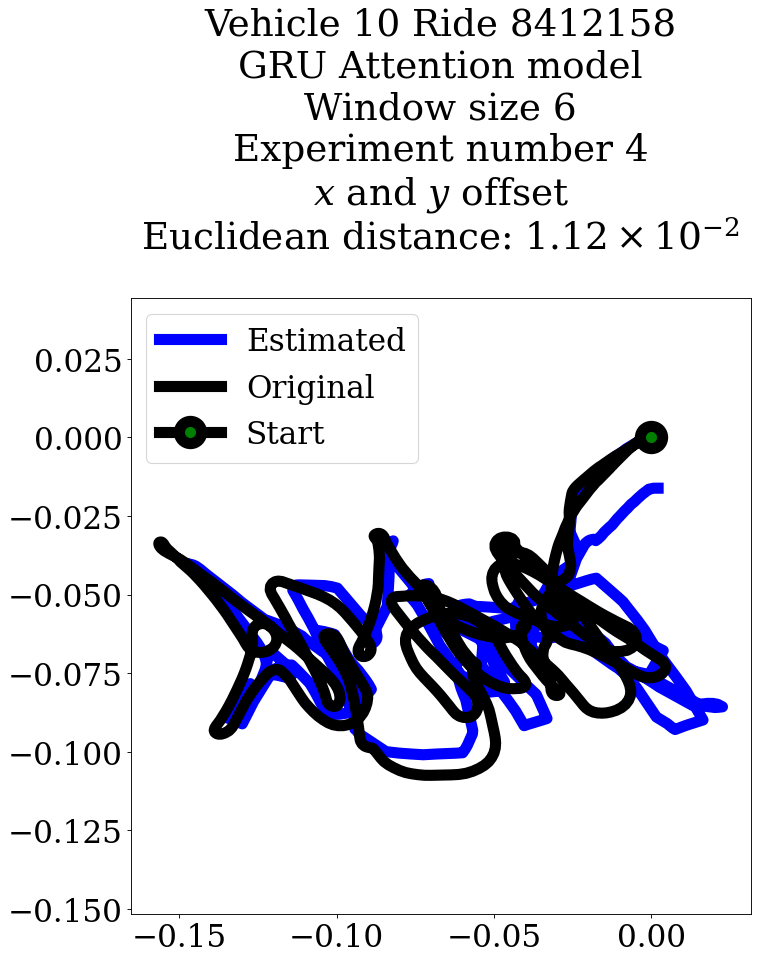 Vehicle 10 Ride 8412158
GRU Attention model
Window size 6
Experiment number 4
x and y offset
Euclidean distance: 1.12 × 10⁻²
Estimated
Original
Start
0.025
0.000
−0.025
−0.050
−0.075
−0.100
−0.125
−0.150
−0.15
−0.10
−0.05
0.00